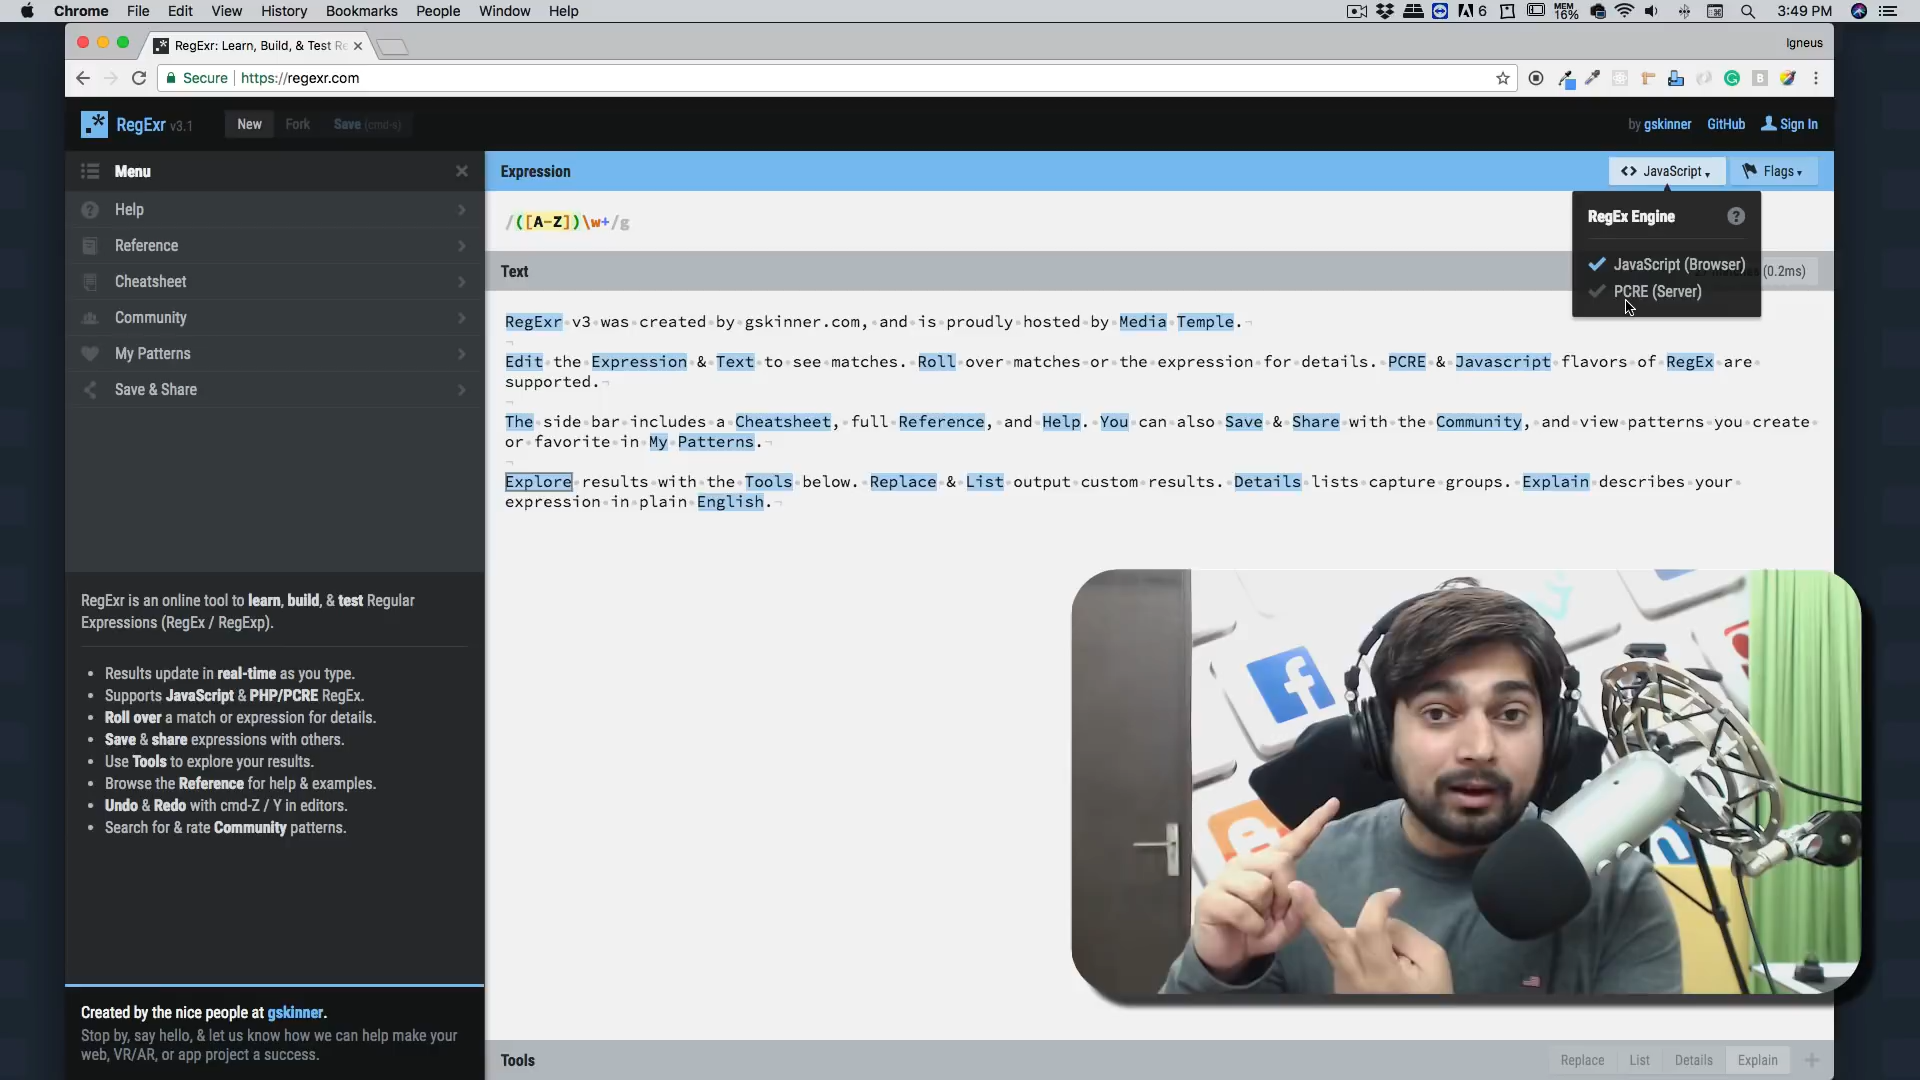 Chrome File Edit View History Bookmarks People Window Help 6 MEM 16% 3:49 PM
RegExr: Learn, Build, & Test Re Igneus
Secure https://regexr.com
RegExr v3.1 New Fork Save (cmd-s) by gskinner GitHub Sign In
Menu
Help
Reference
Cheatsheet
Community
My Patterns
Save & Share
RegExr is an online tool to learn, build, & test Regular
Expressions (RegEx / RegExp).
Results update in real-time as you type.
Supports JavaScript & PHP/PCRE RegEx.
Roll over a match or expression for details.
Save & share expressions with others.
Use Tools to explore your results.
Browse the Reference for help & examples.
Undo & Redo with cmd-Z / Y in editors.
Search for & rate Community patterns.
Created by the nice people at gskinner.
Stop by, say hello, & let us know how we can help make your
web, VR/AR, or app project a success.
Expression JavaScript Flags
/([A-Z])\w+/g
RegEx Engine
JavaScript (Browser)
PCRE (Server)
Text (0.2ms)
RegExr v3 was created by gskinner.com, and is proudly hosted by Media Temple.
Edit the Expression & Text to see matches. Roll over matches or the expression for details. PCRE & Javascript flavors of RegEx are
supported.
The side bar includes a Cheatsheet, full Reference, and Help. You can also Save & Share with the Community, and view patterns you create
or favorite in My Patterns.
Explore results with the Tools below. Replace & List output custom results. Details lists capture groups. Explain describes your
expression in plain English.
Tools Replace List Details Explain